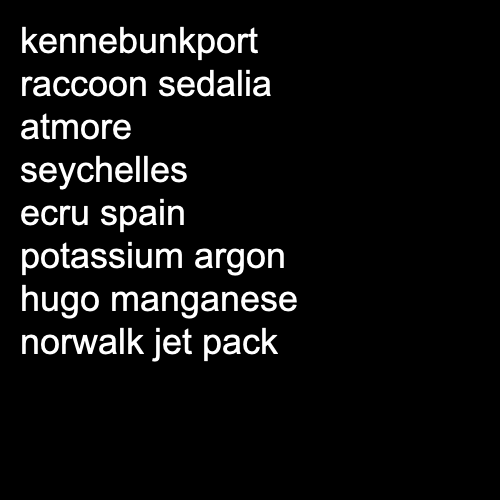 kennebunkport
raccoon sedalia
atmore
seychelles
ecru spain
potassium argon
hugo manganese
norwalk jet pack